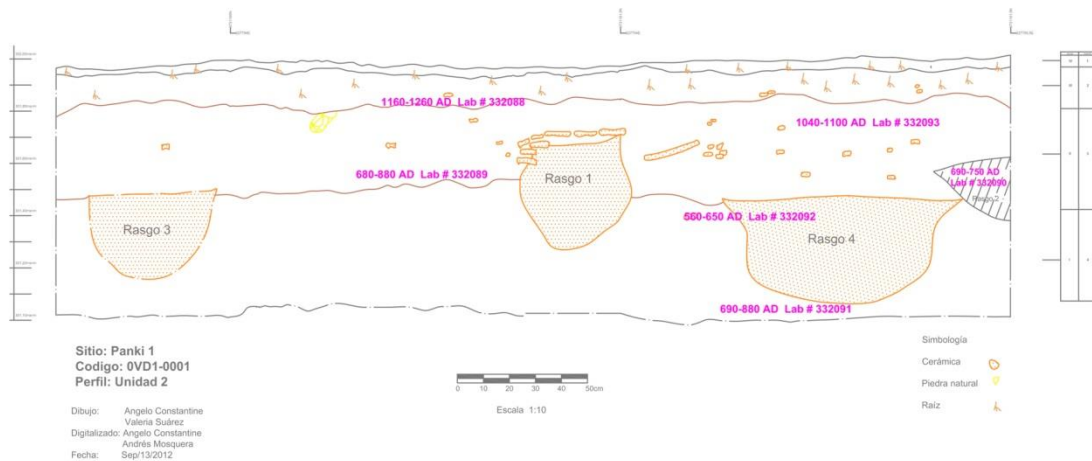 1160-1260 AD Lab # 332088
1040-1100 AD Lab # 332093
680-880 AD Lab # 332089
690-750 AD
Lab # 332090
Rasgo 1
Rasgo 2
560-650 AD Lab # 332092
Rasgo 3
Rasgo 4
690-880 AD Lab # 332091
Sitio: Panki 1
Codigo: 0VD1-0001
Perfil: Unidad 2
Dibujo: Angelo Constantine
Valeria Suárez
Digitalizado: Angelo Constantine
Andrés Mosquera
Fecha: Sep/13/2012
0 10 20 30 40 50cm
Escala 1:10
Simbología
Cerámica
Piedra natural
Raíz